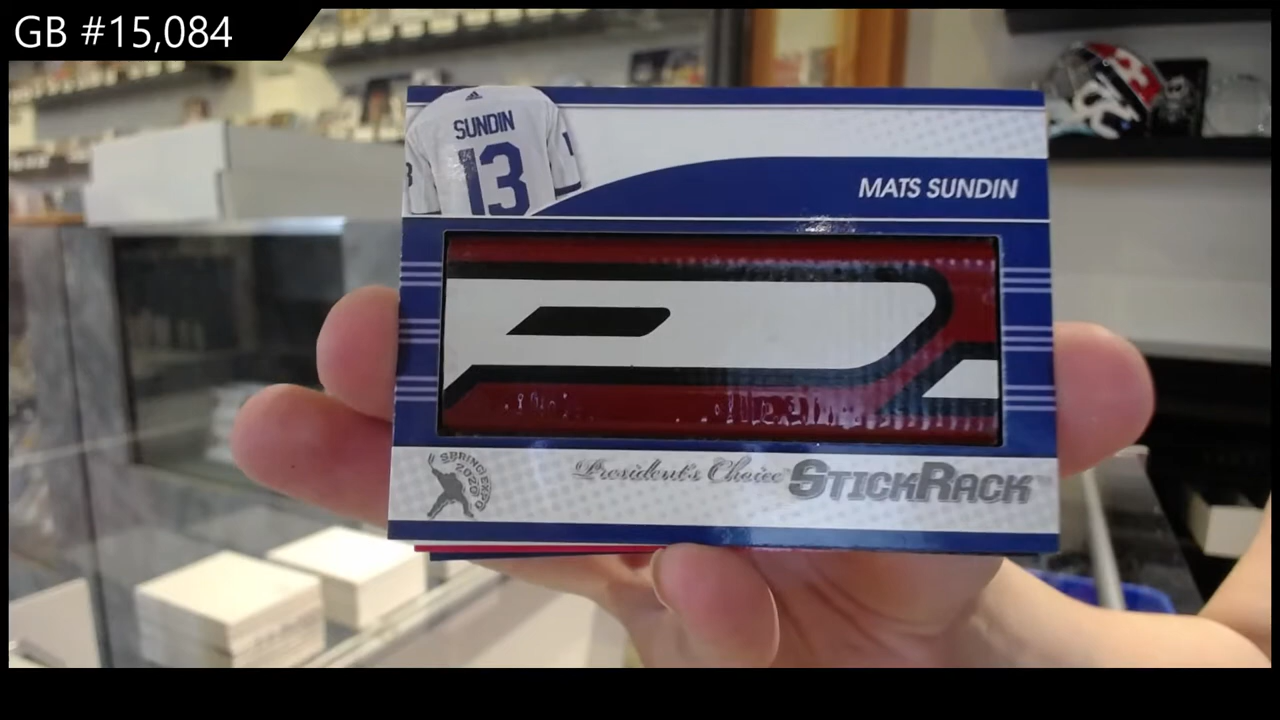 GB #15,084
SUNDIN
13
MATS SUNDIN
SPRING EXPO
2020
President's Choice STICKRACK